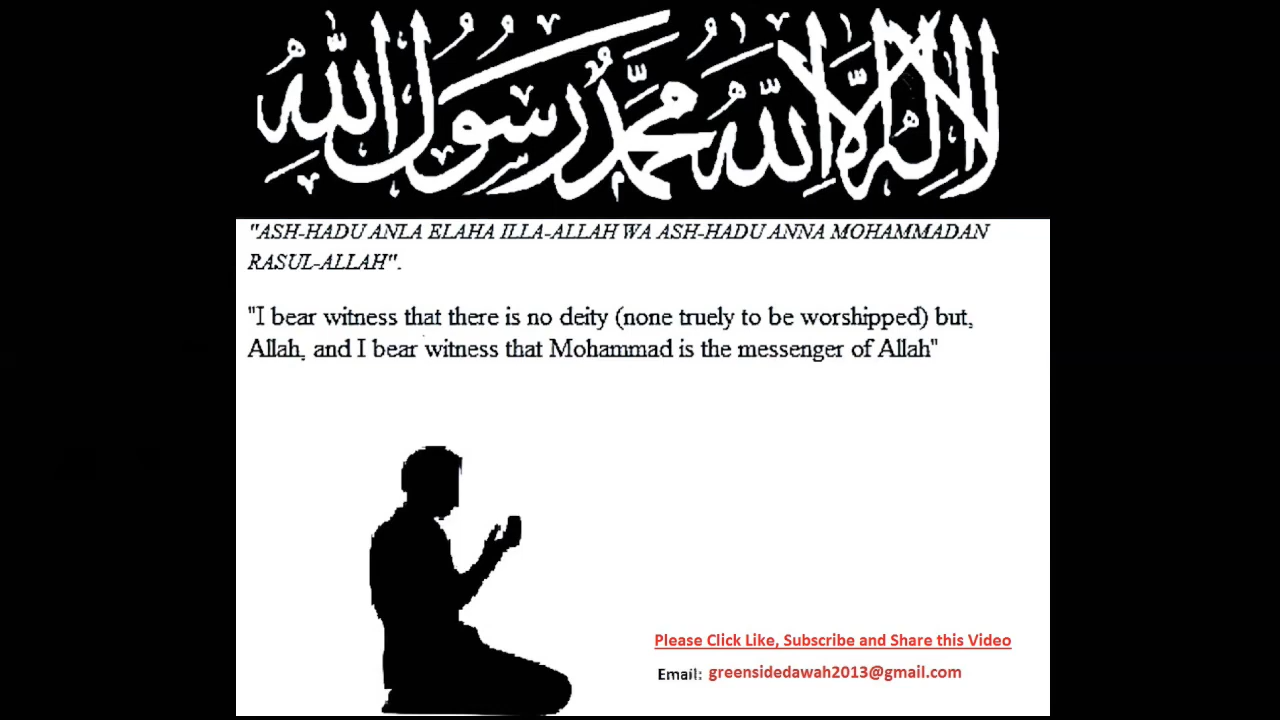 لا إله إلا الله محمد رسول الله
"ASH-HADU ANLA ELAHA ILLA-ALLAH WA ASH-HADU ANNA MOHAMMADAN
RASUL-ALLAH".
"I bear witness that there is no deity (none truely to be worshipped) but,
Allah, and I bear witness that Mohammad is the messenger of Allah"
Please Click Like, Subscribe and Share this Video
Email: greensidedawah2013@gmail.com